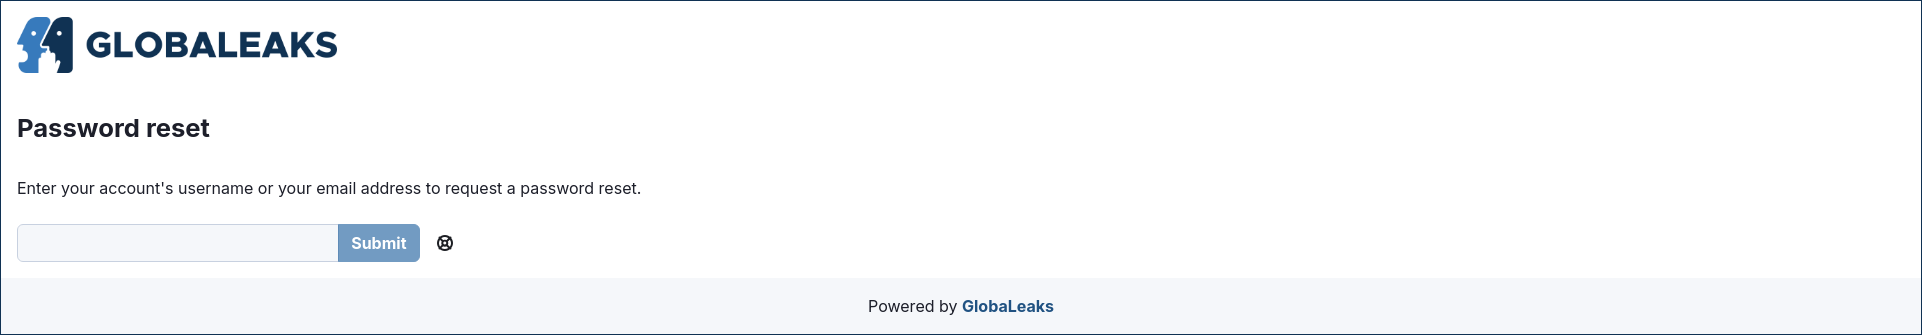 GLOBALEAKS
Password reset
Enter your account's username or your email address to request a password reset.
Submit
Powered by GlobaLeaks